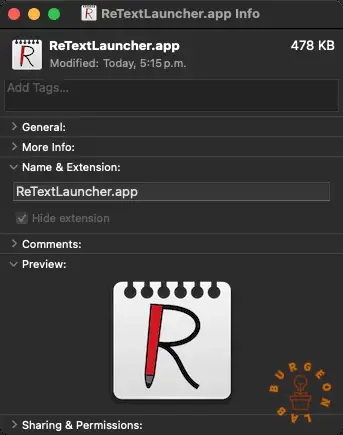 ReTextLauncher.app Info
ReTextLauncher.app 478 KB
Modified: Today, 5:15 p.m.
Add Tags...
General:
More Info:
Name & Extension:
ReTextLauncher.app
Hide extension
Comments:
Preview:
R
BURGEON LAB
Sharing & Permissions: